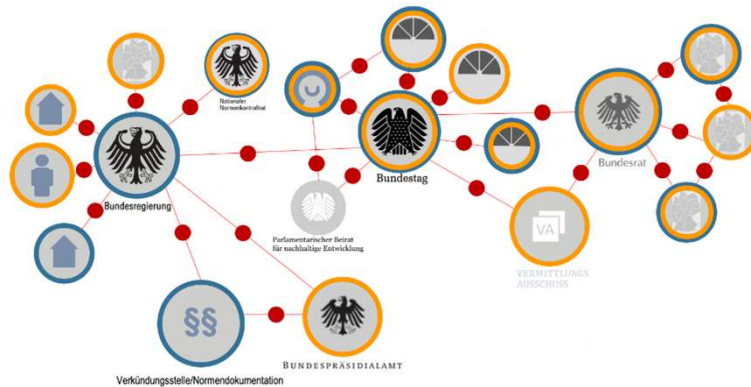 Nationaler
Normenkontrollrat
Bundesregierung
Bundestag
Bundesrat
Parlamentarischer Beirat
für nachhaltige Entwicklung
VA
VERMITTLUNGS
AUSSCHUSS
§§
BUNDESPRÄSIDIALAMT
Verkündungsstelle/Normendokumentation